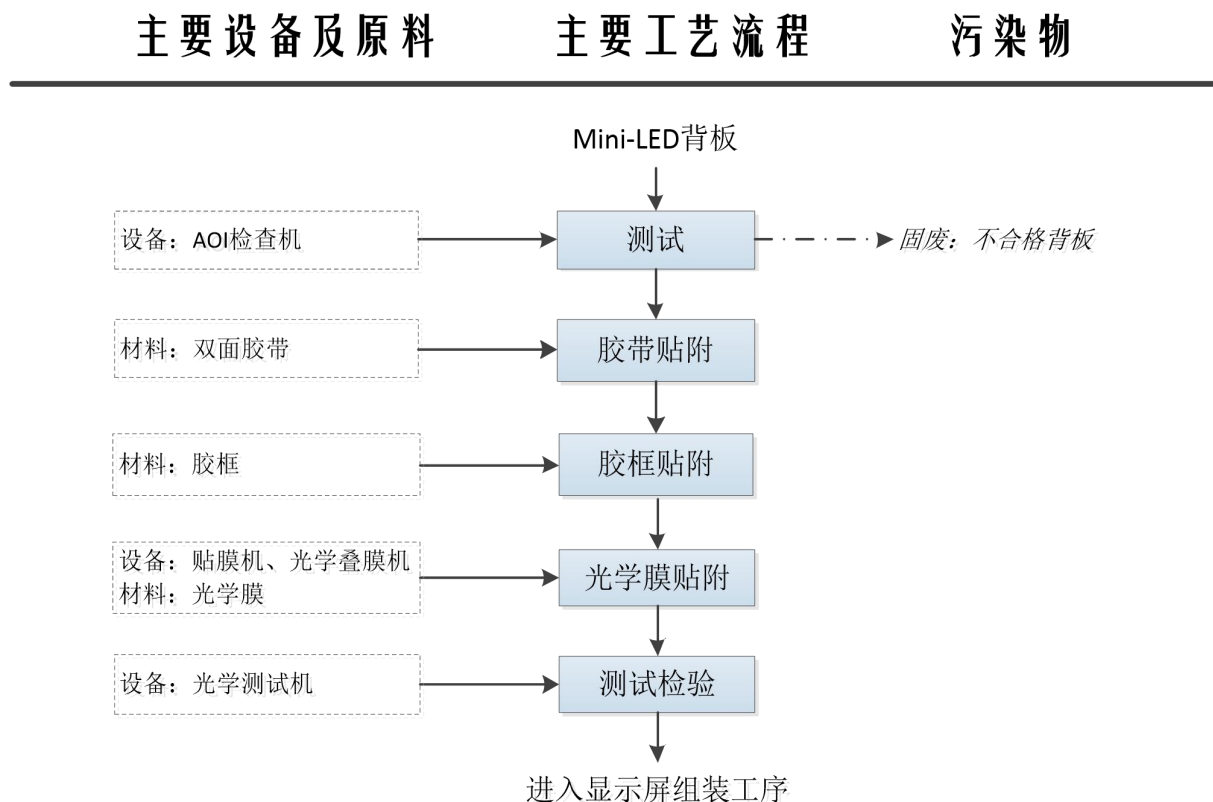 主要设备及原料 主要工艺流程 污染物
Mini-LED背板
设备：AOI检查机 测试 固废：不合格背板
材料：双面胶带 胶带贴附
材料：胶框 胶框贴附
设备：贴膜机、光学叠膜机
材料：光学膜
光学膜贴附
设备：光学测试机 测试检验
进入显示屏组装工序